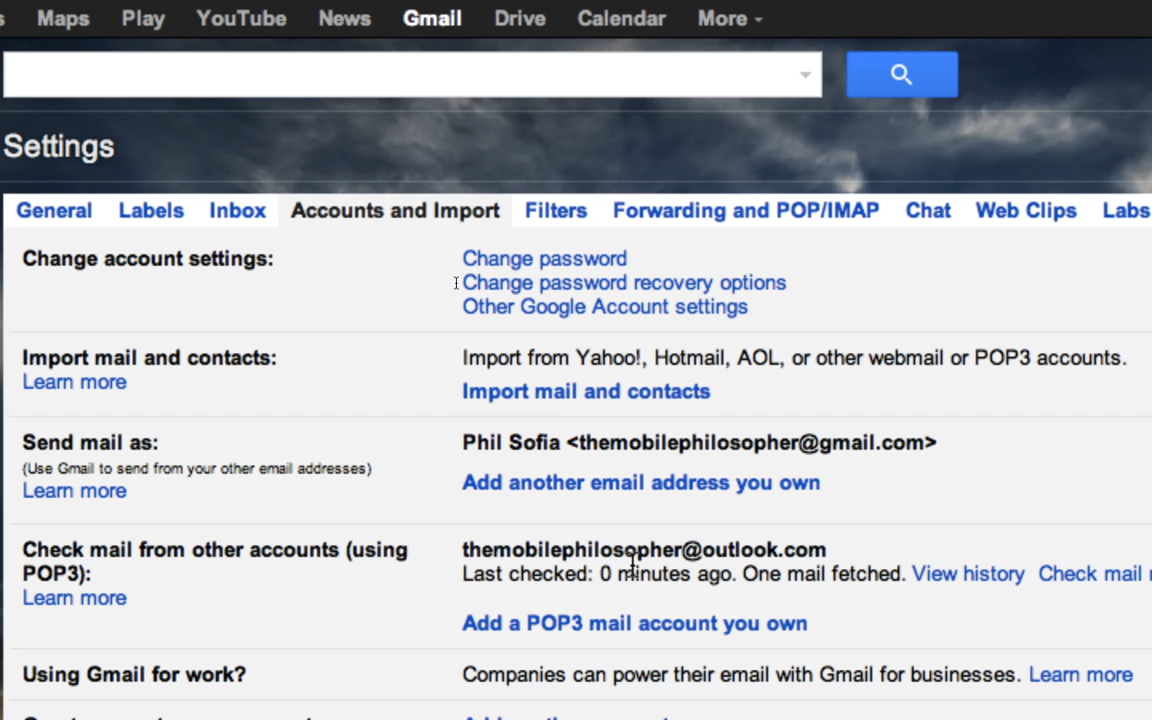 Maps Play YouTube News Gmail Drive Calendar More
Settings
General Labels Inbox Accounts and Import Filters Forwarding and POP/IMAP Chat Web Clips Labs
Change account settings: Change password
Change password recovery options
Other Google Account settings
Import mail and contacts: Import from Yahoo!, Hotmail, AOL, or other webmail or POP3 accounts.
Learn more
Import mail and contacts
Send mail as: Phil Sofia <themobilephilosopher@gmail.com>
(Use Gmail to send from your other email addresses)
Learn more
Add another email address you own
Check mail from other accounts (using themobilephilosopher@outlook.com
POP3): Last checked: 0 minutes ago. One mail fetched. View history Check mail
Learn more
Add a POP3 mail account you own
Using Gmail for work? Companies can power their email with Gmail for businesses. Learn more